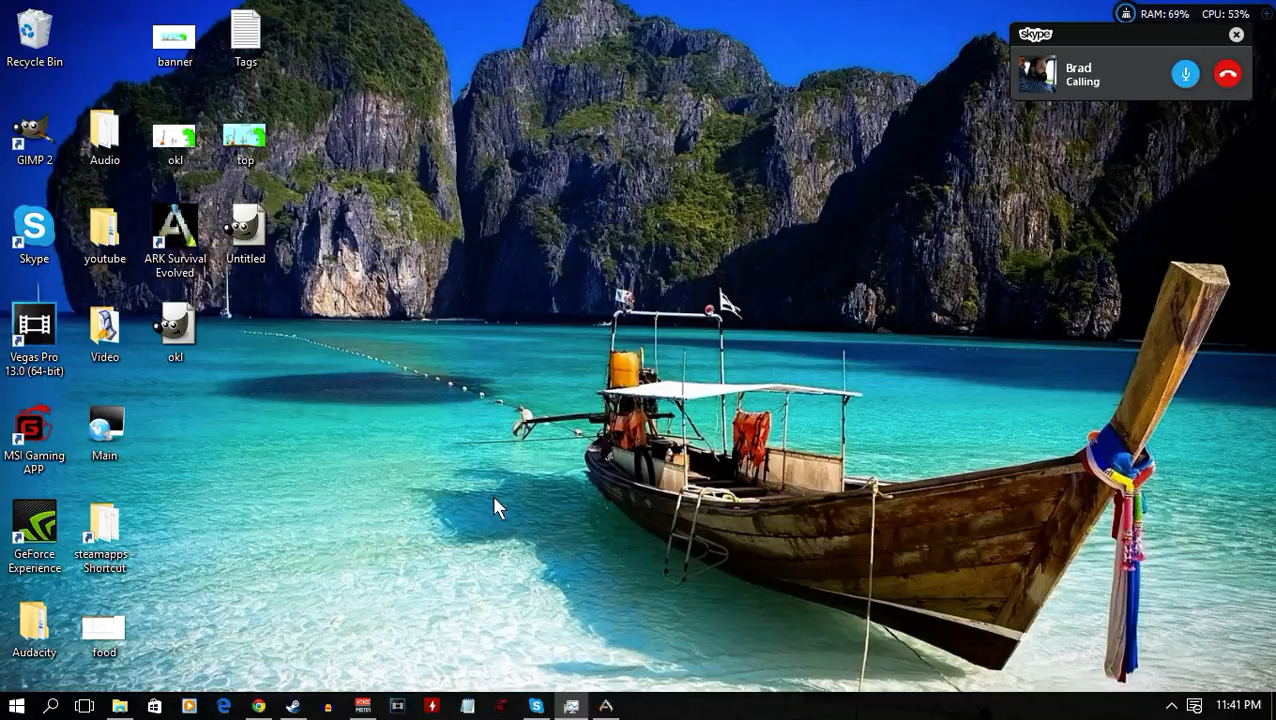 RAM: 69% CPU: 53%
skype
Brad
Calling
Recycle Bin
banner
Tags
GIMP 2
Audio
okl
top
Skype
youtube
ARK Survival
Evolved
Untitled
Vegas Pro
13.0 (64-bit)
Video
okl
MSI Gaming
APP
Main
GeForce
Experience
steamapps -
Shortcut
Audacity
food
11:41 PM